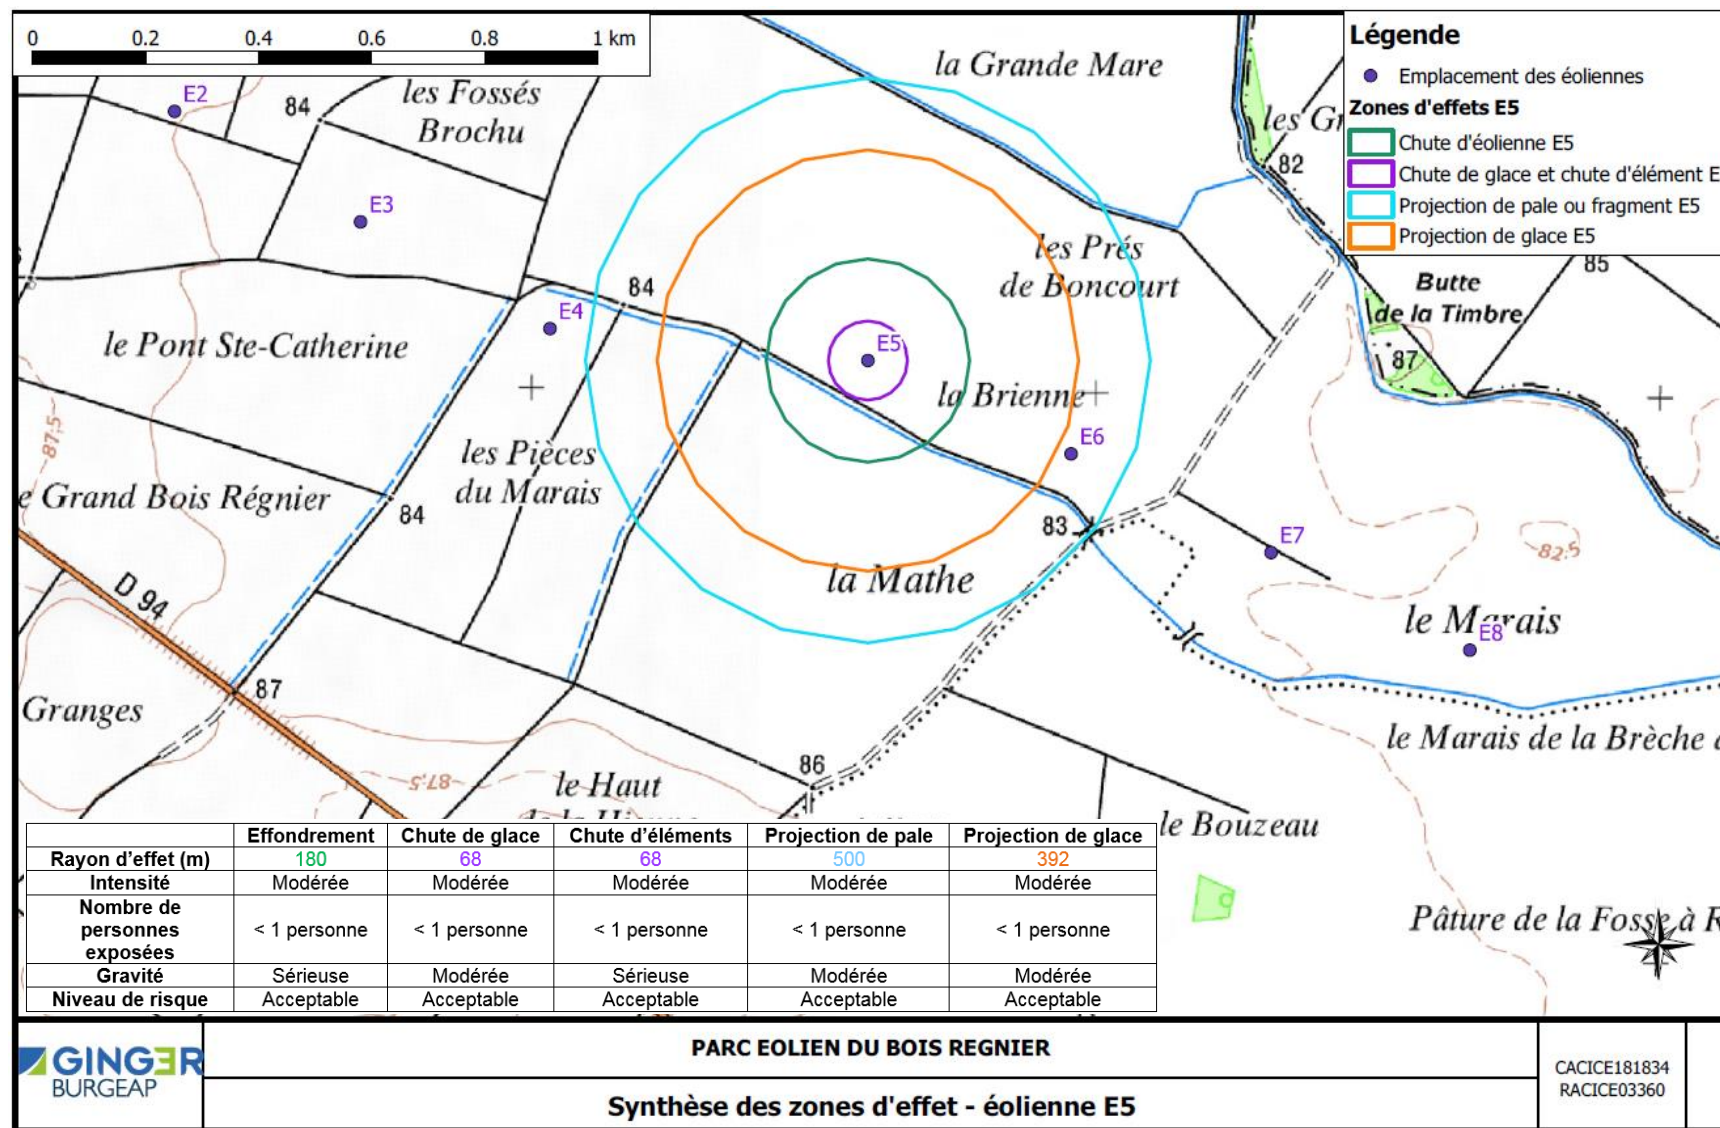 0 0.2 0.4 0.6 0.8 1 km
Légende
Emplacement des éoliennes
Zones d'effets E5
Chute d'éolienne E5
Chute de glace et chute d'élément E
Projection de pale ou fragment E5
Projection de glace E5
la Grande Mare
E2
les Fossés
Brochu
84
les Gr
82
E3
les Prés
de Boncourt
84
E4
85
Butte
de la Timbre
87
le Pont Ste-Catherine
E5
la Brienne
E6
87,5
les Pièces
du Marais
e Grand Bois Régnier
84
83
E7
82,5
D 94
la Mathe
le Marais
E8
87
Granges
le Marais de la Brèche
86
87,5
le Haut
le Bouzeau
Pâture de la Fosse à R
Effondrement Chute de glace Chute d'éléments Projection de pale Projection de glace
Rayon d'effet (m) 180 68 68 500 392
Intensité Modérée Modérée Modérée Modérée Modérée
Nombre de
personnes
exposées
< 1 personne < 1 personne < 1 personne < 1 personne < 1 personne
Gravité Sérieuse Modérée Sérieuse Modérée Modérée
Niveau de risque Acceptable Acceptable Acceptable Acceptable Acceptable
GINGER
BURGEAP
PARC EOLIEN DU BOIS REGNIER
Synthèse des zones d'effet - éolienne E5
CACICE181834
RACICE03360